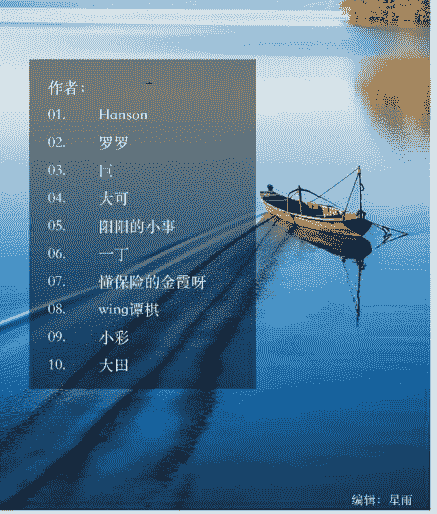 作者：
01. Hanson
02. 罗罗
03. 巨
04. 大可
05. 阳阳的小事
06. 一丁
07. 懂保险的金霞呀
08. wing谭棋
09. 小彩
10. 大田
编辑：星雨